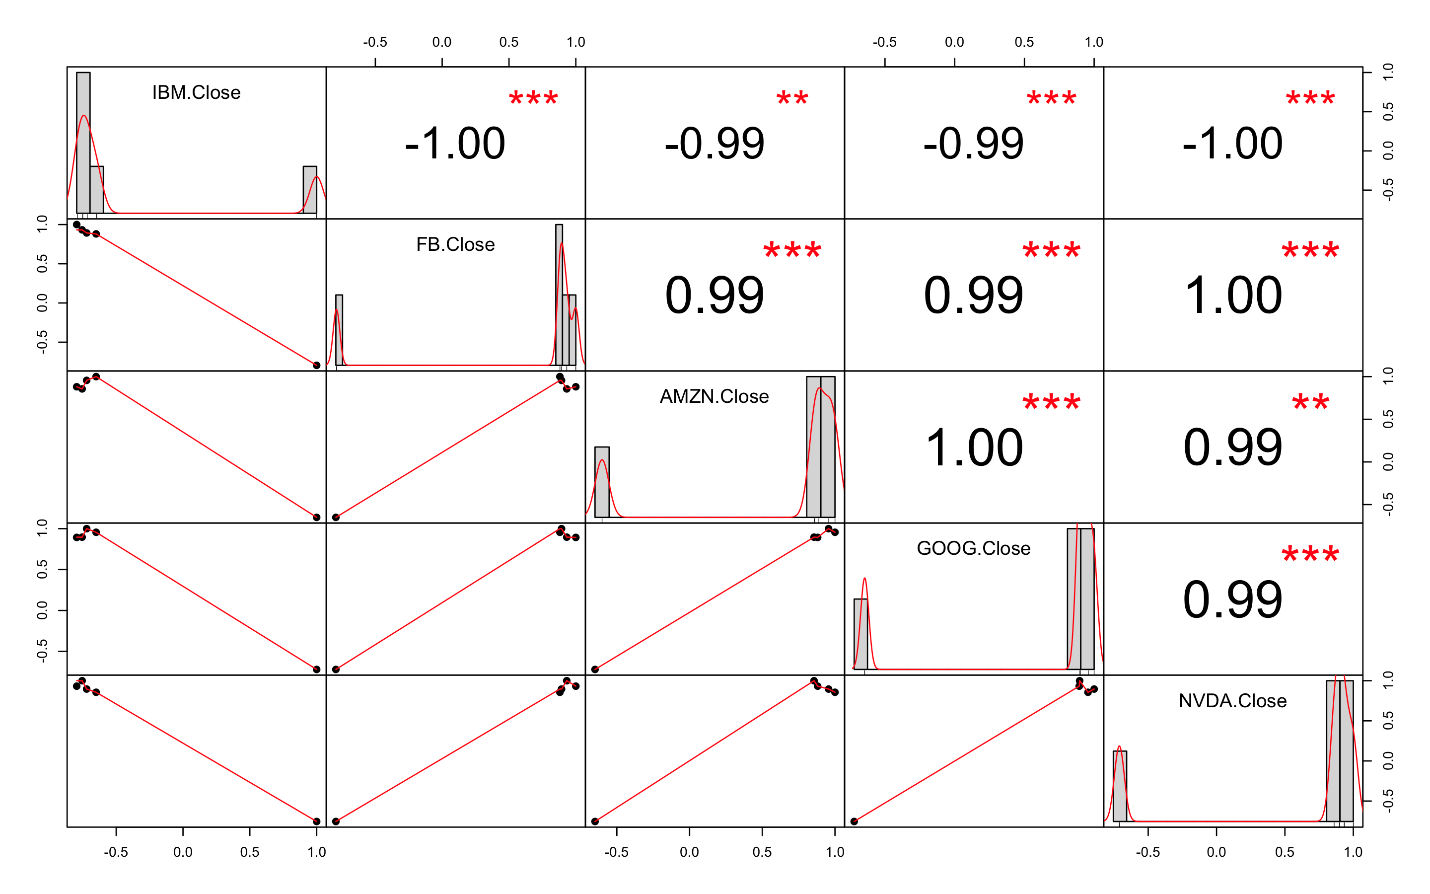 -0.5 0.0 0.5 1.0 -0.5 0.0 0.5 1.0
IBM.Close *** ** *** ***
-1.00 -0.99 -0.99 -1.00
-0.5 0.0 0.5 1.0
FB.Close *** *** ***
0.99 0.99 1.00
-0.5 0.0 0.5 1.0
AMZN.Close *** **
1.00 0.99
-0.5 0.0 0.5 1.0
GOOG.Close ***
0.99
-0.5 0.0 0.5 1.0
NVDA.Close
-0.5 0.0 0.5 1.0
-0.5 0.0 0.5 1.0 -0.5 0.0 0.5 1.0 -0.5 0.0 0.5 1.0